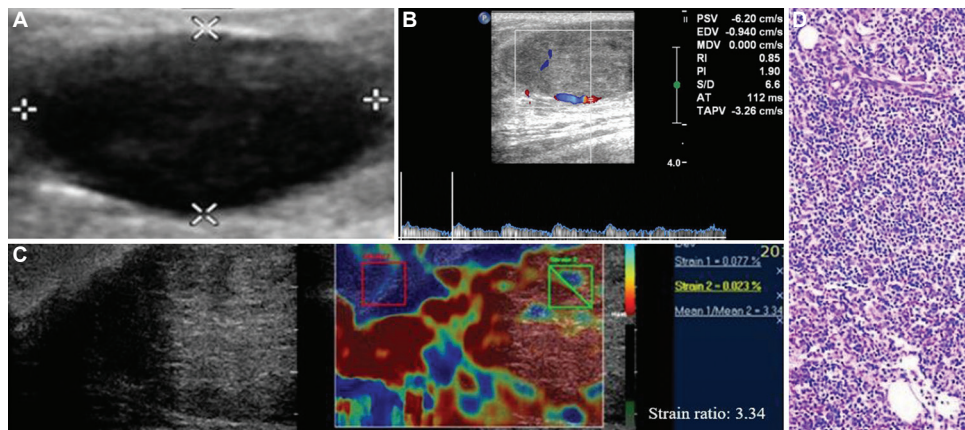 A
B
PSV -6.20 cm/s
EDV -0.940 cm/s
MDV 0.000 cm/s
RI 0.85
PI 1.90
S/D 6.6
AT 112 ms
TAPV -3.26 cm/s
4.0
C
201
Strain 1 = 0.077 %
Strain 2 = 0.023 %
Mean 1/Mean 2 = 3.34
Strain ratio: 3.34
D